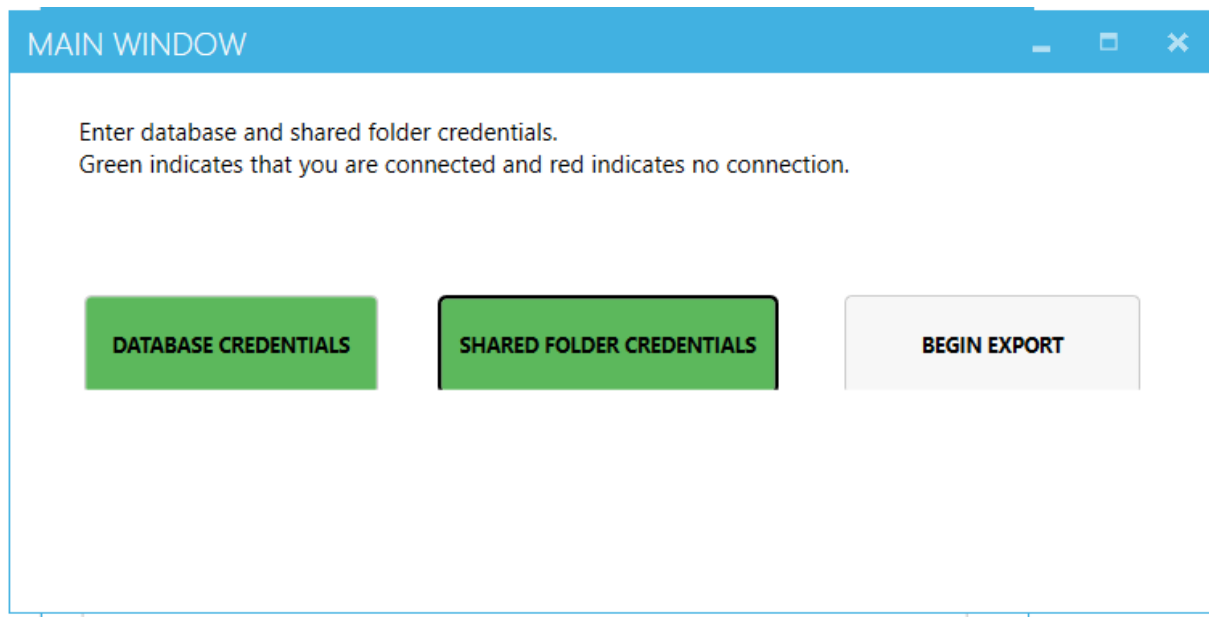 MAIN WINDOW
Enter database and shared folder credentials.
Green indicates that you are connected and red indicates no connection.
DATABASE CREDENTIALS
SHARED FOLDER CREDENTIALS
BEGIN EXPORT